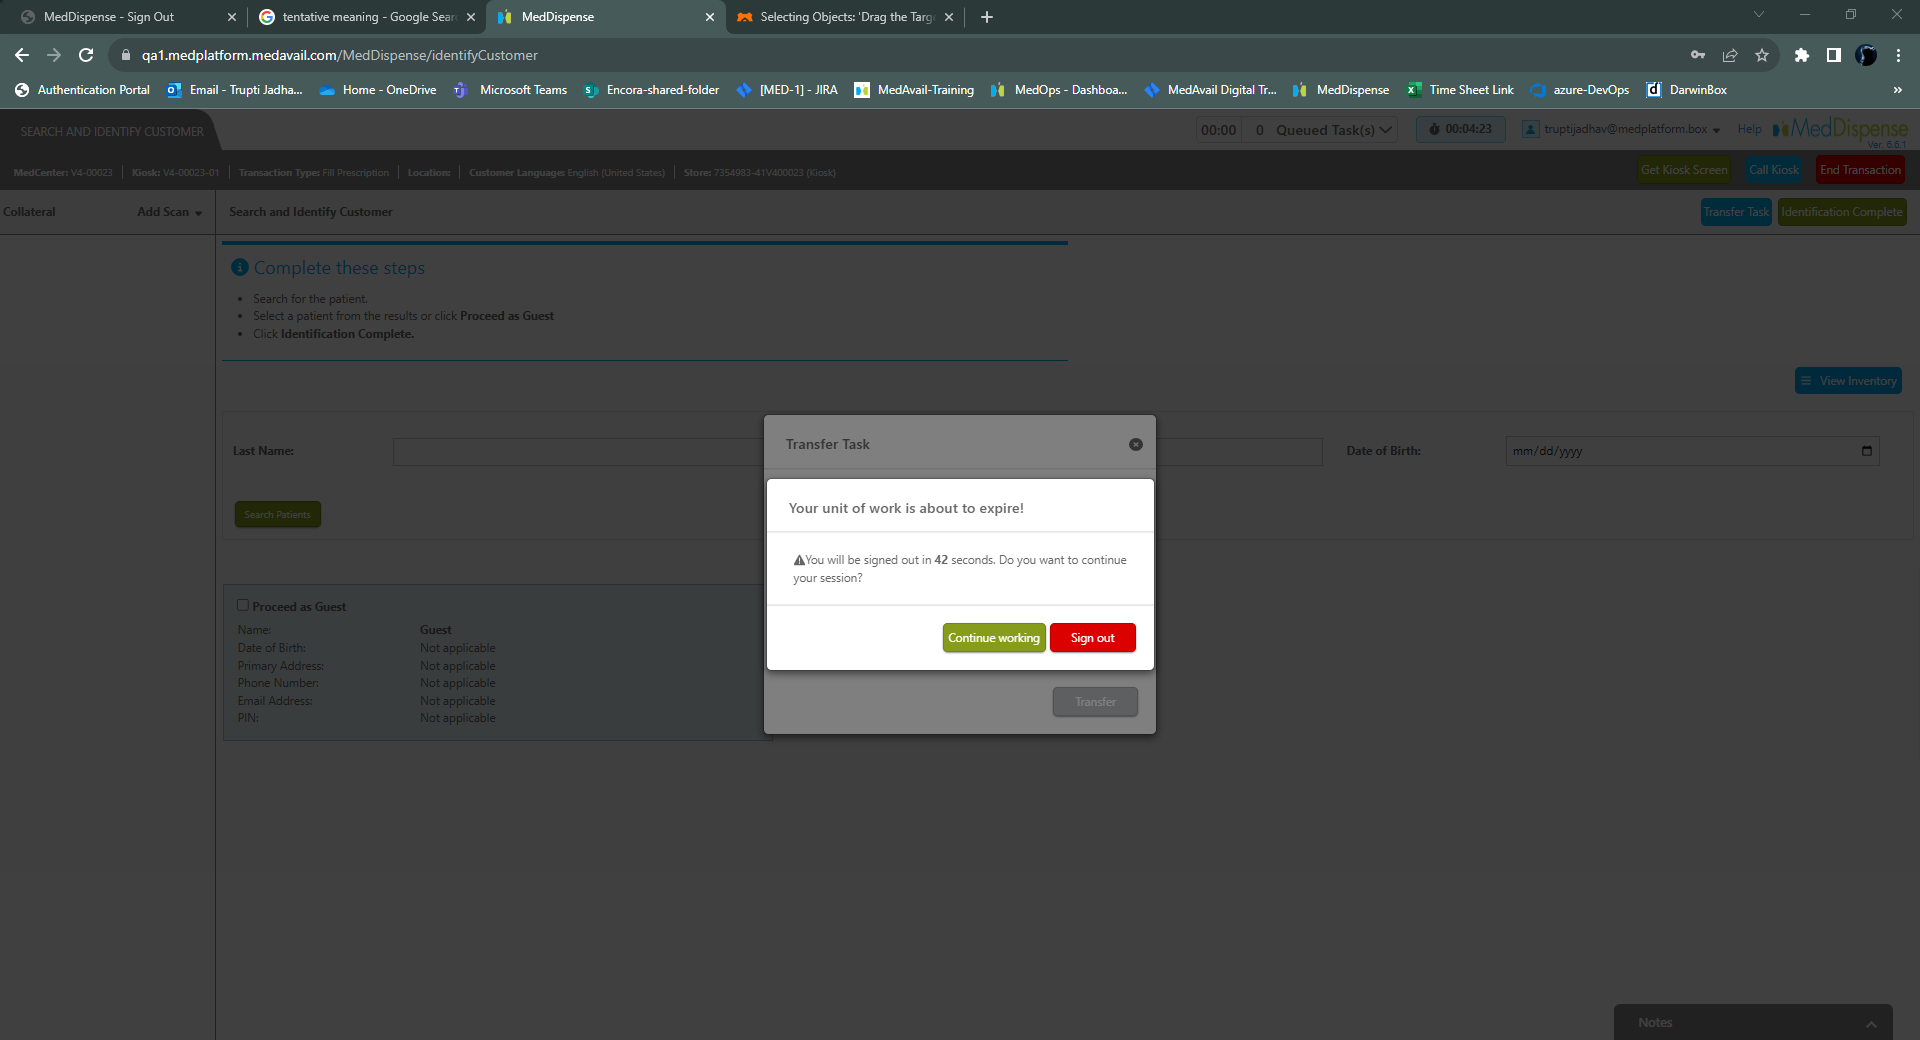 MedDispense - Sign Out
tentative meaning - Google Sear
MedDispense
Selecting Objects: 'Drag the Targ
qa1.medplatform.medavail.com/MedDispense/identifyCustomer
Authentication Portal
Email - Trupti Jadha...
Home - OneDrive
Microsoft Teams
Encora-shared-folder
[MED-1] - JIRA
MedAvail-Training
MedOps - Dashboa...
MedAvail Digital Tr...
MedDispense
Time Sheet Link
azure-DevOps
DarwinBox
»
SEARCH AND IDENTIFY CUSTOMER
00:00 0 Queued Task(s)
00:04:23
truptijadhav@medplatform.box
Help
MedDispense
Ver. 6.6.1
MedCenter: V4-00023
Kiosk: V4-00023-01
Transaction Type: Fill Prescription
Location:
Customer Language: English (United States)
Store: 7354983-41V400023 (Kiosk)
Get Kiosk Screen
Call Kiosk
End Transaction
Collateral
Add Scan
Search and Identify Customer
Transfer Task
Identification Complete
Complete these steps
• Search for the patient.
• Select a patient from the results or click Proceed as Guest
• Click Identification Complete.
View Inventory
Last Name:
Date of Birth:
mm/dd/yyyy
Search Patients
Transfer Task
Your unit of work is about to expire!
You will be signed out in 42 seconds. Do you want to continue
your session?
Continue working
Sign out
Transfer
Proceed as Guest
Name: Guest
Date of Birth: Not applicable
Primary Address: Not applicable
Phone Number: Not applicable
Email Address: Not applicable
PIN: Not applicable
Notes